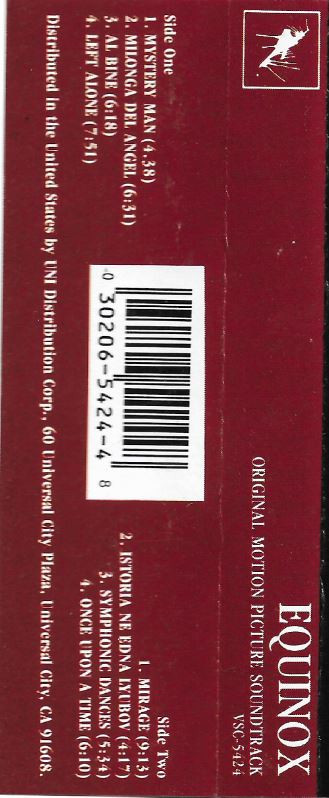 EQUINOX
ORIGINAL MOTION PICTURE SOUNDTRACK
VSC-5424
Side One
1. MYSTERY MAN (4.38)
2. MILONGA DEL ANGEL (6:31)
3. AL BINE (6:18)
4. LEFT ALONE (7:51)
0 30206-5424-4 8
Side Two
1. MIRAGE (9:13)
2. ISTORIA NE EDNA LYUBOV (4:17)
3. SYMPHONIC DANCES (5:34)
4. ONCE UPON A TIME (6:10)
Distributed in the United States by UNI Distribution Corp., 60 Universal City Plaza, Universal City, CA 91608.